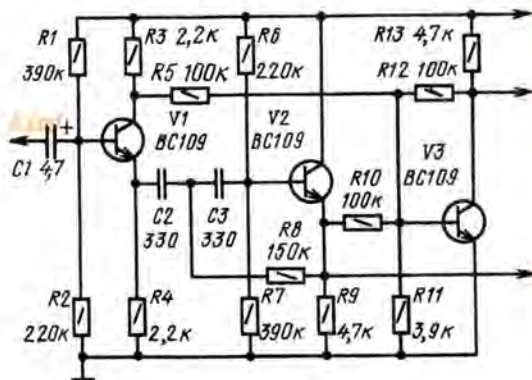 R1
390к
R3 2,2к
R6
220к
R13 4,7к
R5 100к
R12 100к
V1
BC109
V2
BC109
V3
BC109
C1 4,7
+
C2
330
C3
330
R10
100к
R8
150к
R2
220к
R4
2,2к
R7
390к
R9
4,7к
R11
3,9к